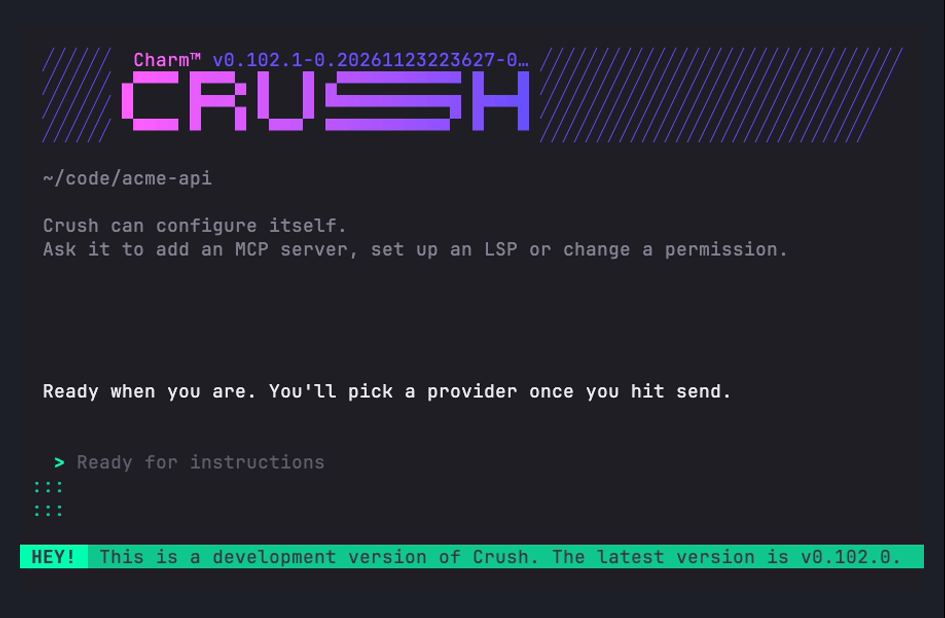 Charm™ v0.102.1-0.20261123223627-0…
CRUSH
~/code/acme-api
Crush can configure itself.
Ask it to add an MCP server, set up an LSP or change a permission.
Ready when you are. You'll pick a provider once you hit send.
> Ready for instructions
:::
:::
HEY! This is a development version of Crush. The latest version is v0.102.0.